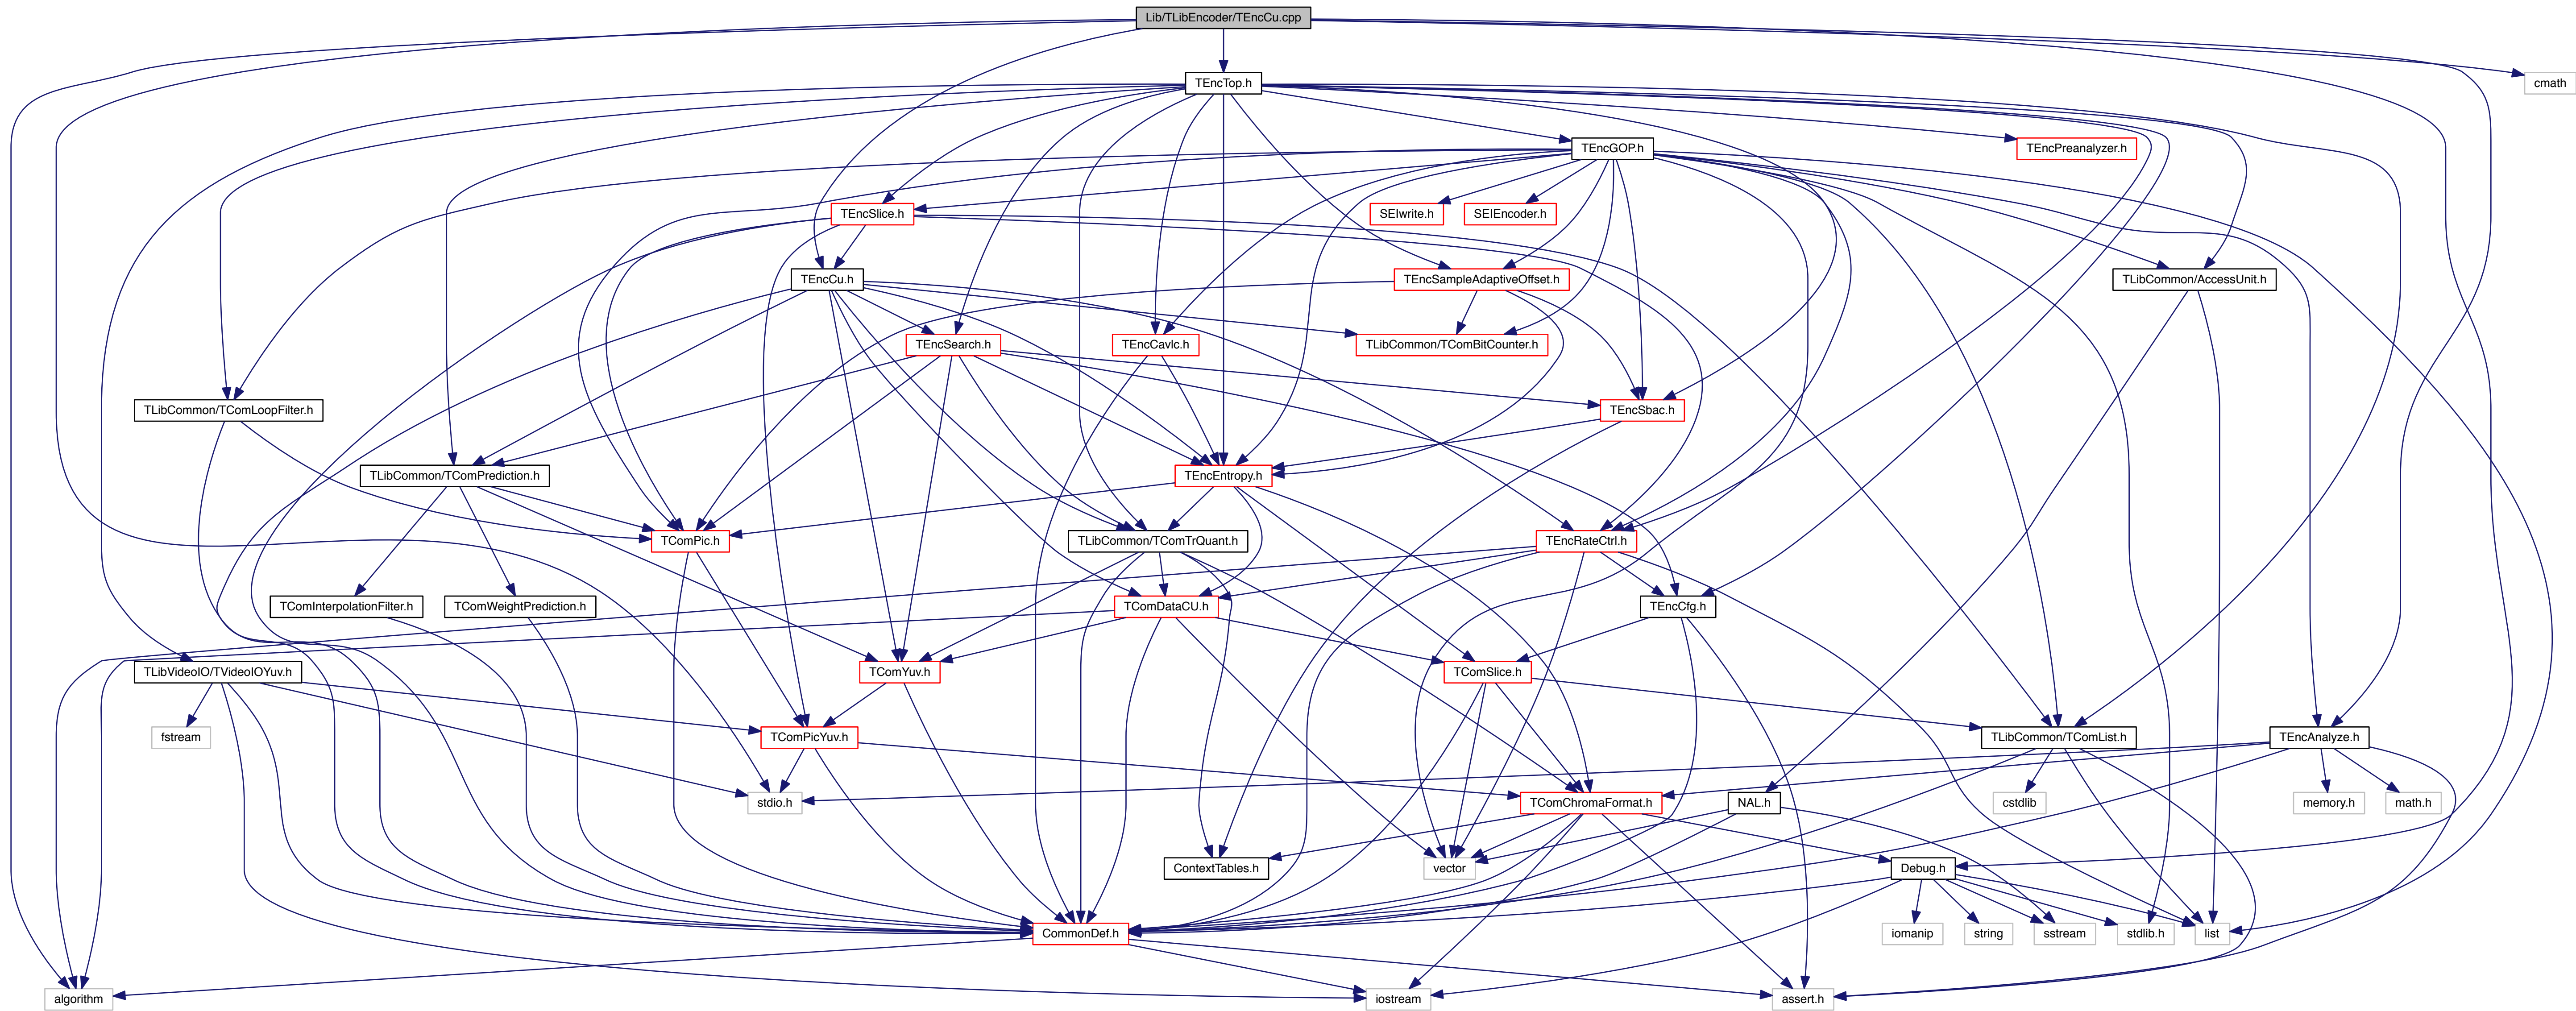 Lib/TLibEncoder/TEncCu.cpp
TEncTop.h
cmath
TEncGOP.h
TEncPreanalyzer.h
TEncSlice.h
SEIwrite.h
SEIEncoder.h
TEncCu.h
TEncSampleAdaptiveOffset.h
TLibCommon/AccessUnit.h
TEncSearch.h
TEncCavlc.h
TLibCommon/TComBitCounter.h
TLibCommon/TComLoopFilter.h
TEncSbac.h
TLibCommon/TComPrediction.h
TEncEntropy.h
TComPic.h
TLibCommon/TComTrQuant.h
TEncRateCtrl.h
TComInterpolationFilter.h
TComWeightPrediction.h
TComDataCU.h
TEncCfg.h
TLibVideoIO/TVideoIOYuv.h
TComYuv.h
TComSlice.h
fstream
TComPicYuv.h
TLibCommon/TComList.h
TEncAnalyze.h
stdio.h
TComChromaFormat.h
NAL.h
cstdlib
memory.h
math.h
ContextTables.h
vector
Debug.h
CommonDef.h
iomanip
string
sstream
stdlib.h
list
algorithm
iostream
assert.h